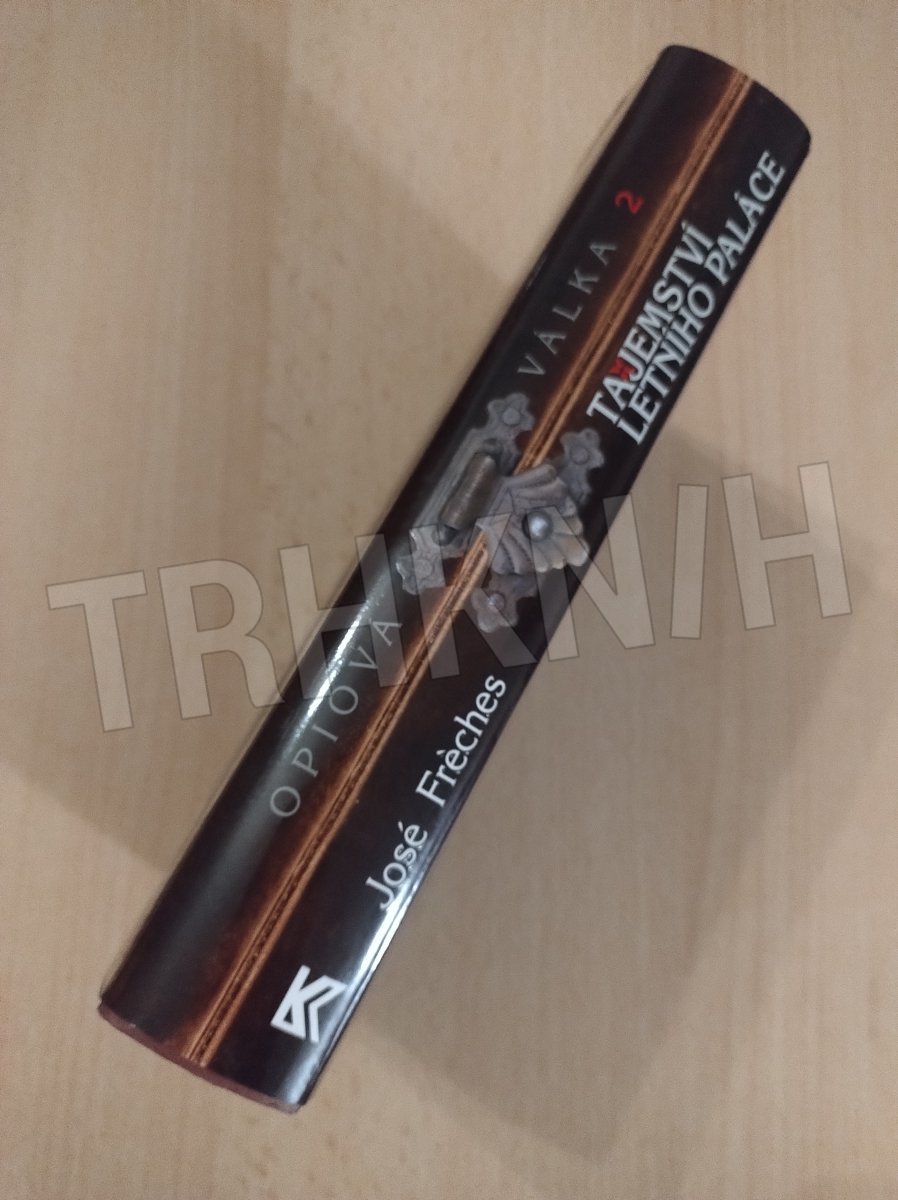 OPIOVÁ VÁLKA 2
José Frèches
TAJEMSTVÍ
LETNÍHO PALÁCE
K
TRHKNIH